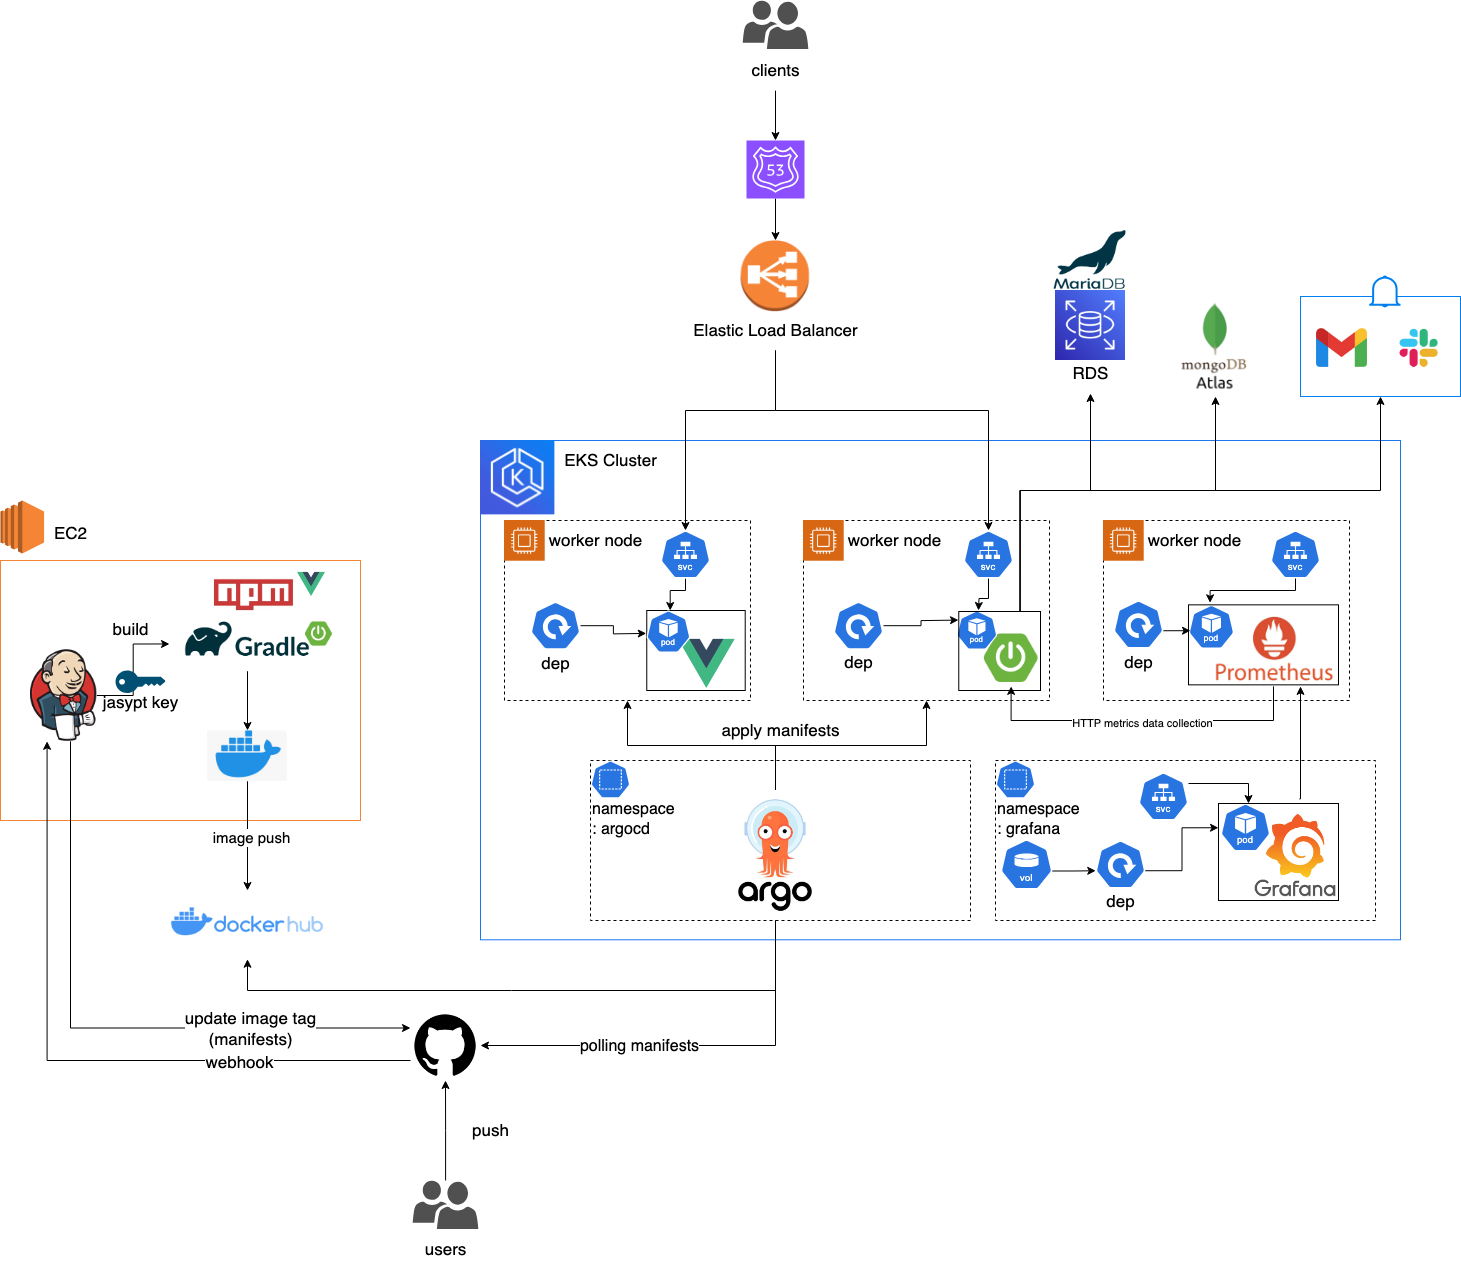 clients
53
Elastic Load Balancer
MariaDB
RDS
mongoDB
Atlas
EKS Cluster
K
worker node
svc
dep
pod
worker node
svc
dep
pod
worker node
svc
dep
pod
Prometheus
HTTP metrics data collection
apply manifests
namespace
: argocd
argo
namespace
: grafana
svc
vol
dep
pod
Grafana
EC2
npm
build
Gradle
jasypt key
image push
docker hub
update image tag
(manifests)
webhook
polling manifests
push
users